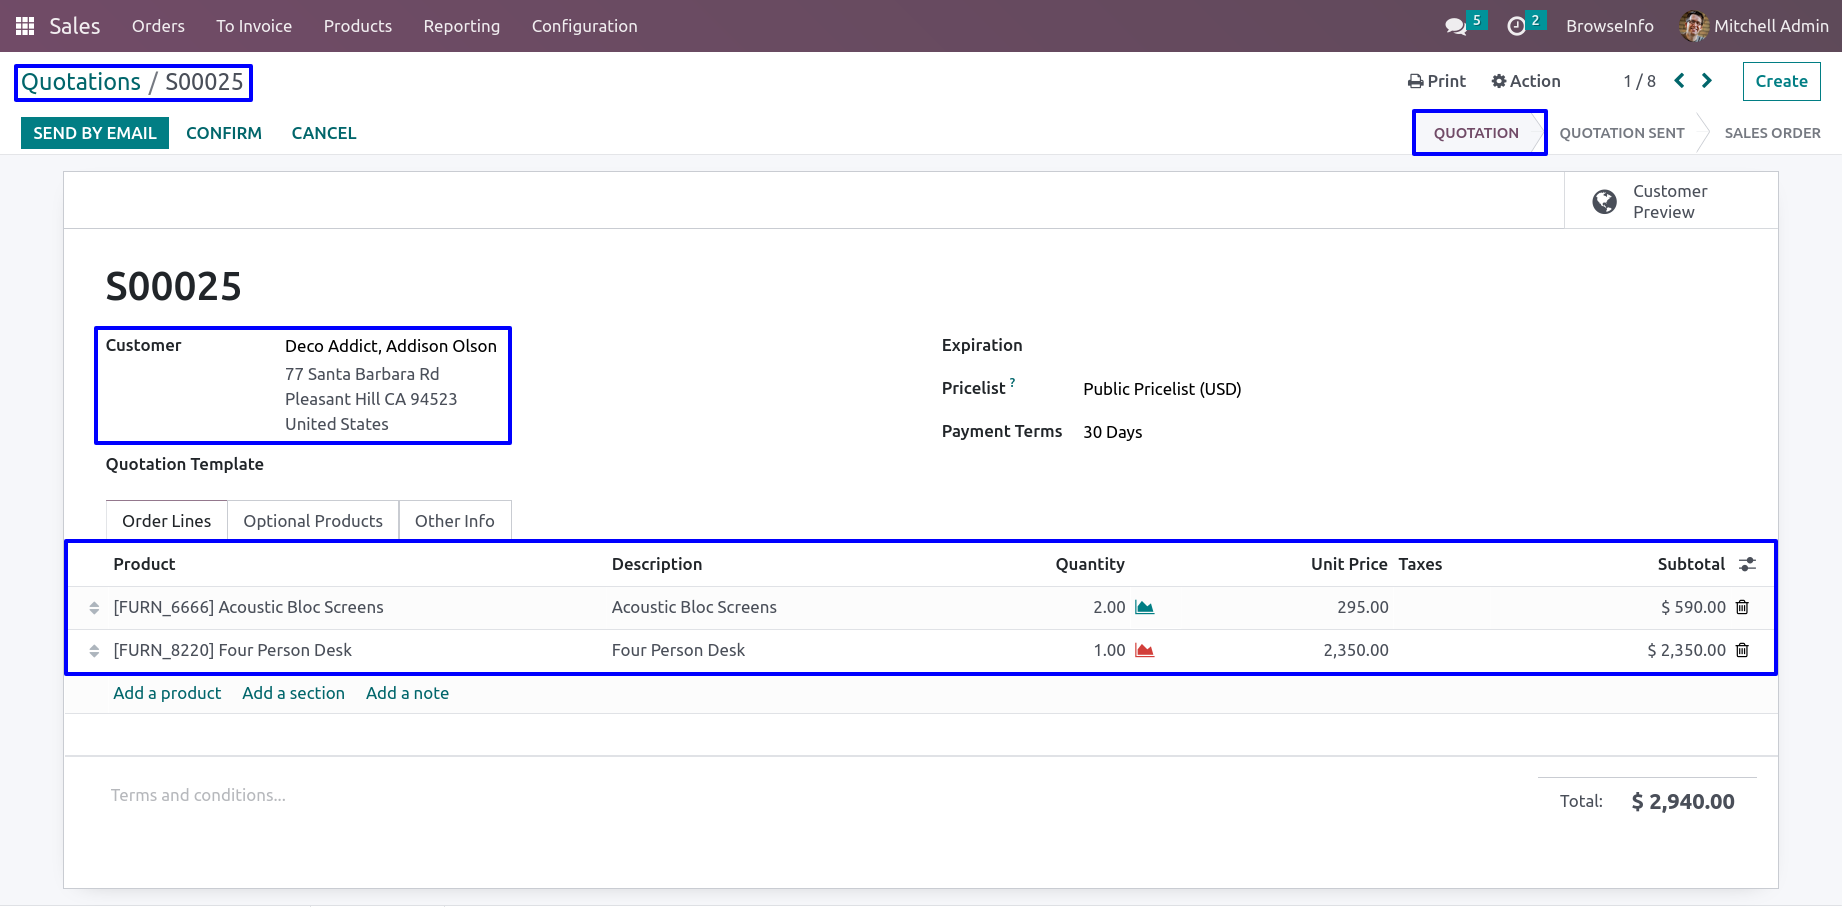 Sales Orders To Invoice Products Reporting Configuration 5 2 BrowseInfo Mitchell Admin
Quotations / S00025 Print Action 1 / 8 Create
SEND BY EMAIL CONFIRM CANCEL QUOTATION QUOTATION SENT SALES ORDER
Customer
Preview
S00025
Customer Deco Addict, Addison Olson Expiration
77 Santa Barbara Rd
Pricelist ? Public Pricelist (USD)
Pleasant Hill CA 94523
United States
Payment Terms 30 Days
Quotation Template
Order Lines Optional Products Other Info
Product Description Quantity Unit Price Taxes Subtotal
[FURN_6666] Acoustic Bloc Screens Acoustic Bloc Screens 2.00 295.00 $ 590.00
[FURN_8220] Four Person Desk Four Person Desk 1.00 2,350.00 $ 2,350.00
Add a product Add a section Add a note
Terms and conditions...
Total: $ 2,940.00